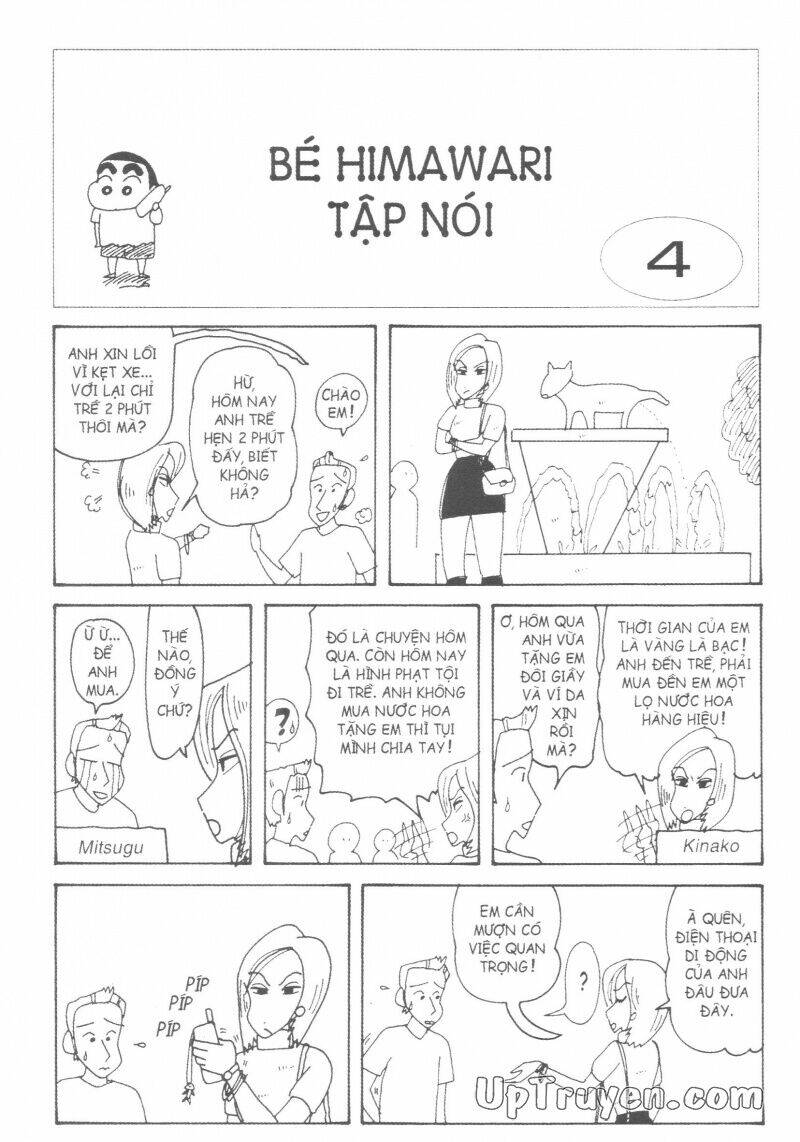 BÉ HIMAWARI
TẬP NÓI
4
CHÀO
EM!
HỪ,
HÔM NAY
ANH TRỄ
HẸN 2 PHÚT
ĐẤY, BIẾT
KHÔNG
HẢ?
ANH XIN LỖI
VÌ KẸT XE...
VỚI LẠI CHỈ
TRỄ 2 PHÚT
THÔI MÀ?
THỜI GIAN CỦA EM
LÀ VÀNG LÀ BẠC!
ANH ĐẾN TRỄ, PHẢI
MUA ĐẾN EM MỘT
LỌ NƯỚC HOA
HÀNG HIỆU!
Kinako
Ơ, HÔM QUA
ANH VỪA
TẶNG EM
ĐÔI GIẦY
VÀ VÍ DA
XỊN
RỒI
MÀ?
ĐÓ LÀ CHUYỆN HÔM
QUA. CÒN HÔM NAY
LÀ HÌNH PHẠT TỘI
ĐI TRỄ. ANH KHÔNG
MUA NƯỚC HOA
TẶNG EM THÌ TỤI
MÌNH CHIA TAY!
?
THẾ
NÀO,
ĐỒNG
Ý
CHỨ?
Ừ Ừ...
ĐỂ
ANH
MUA.
Mitsugu
À QUÊN,
ĐIỆN THOẠI
DI ĐỘNG
CỦA ANH
ĐÂU ĐƯA
ĐÂY.
?
EM CẦN
MƯỢN CÓ
VIỆC QUAN
TRỌNG!
PÍP
PÍP
PÍP
UpTruyen.com